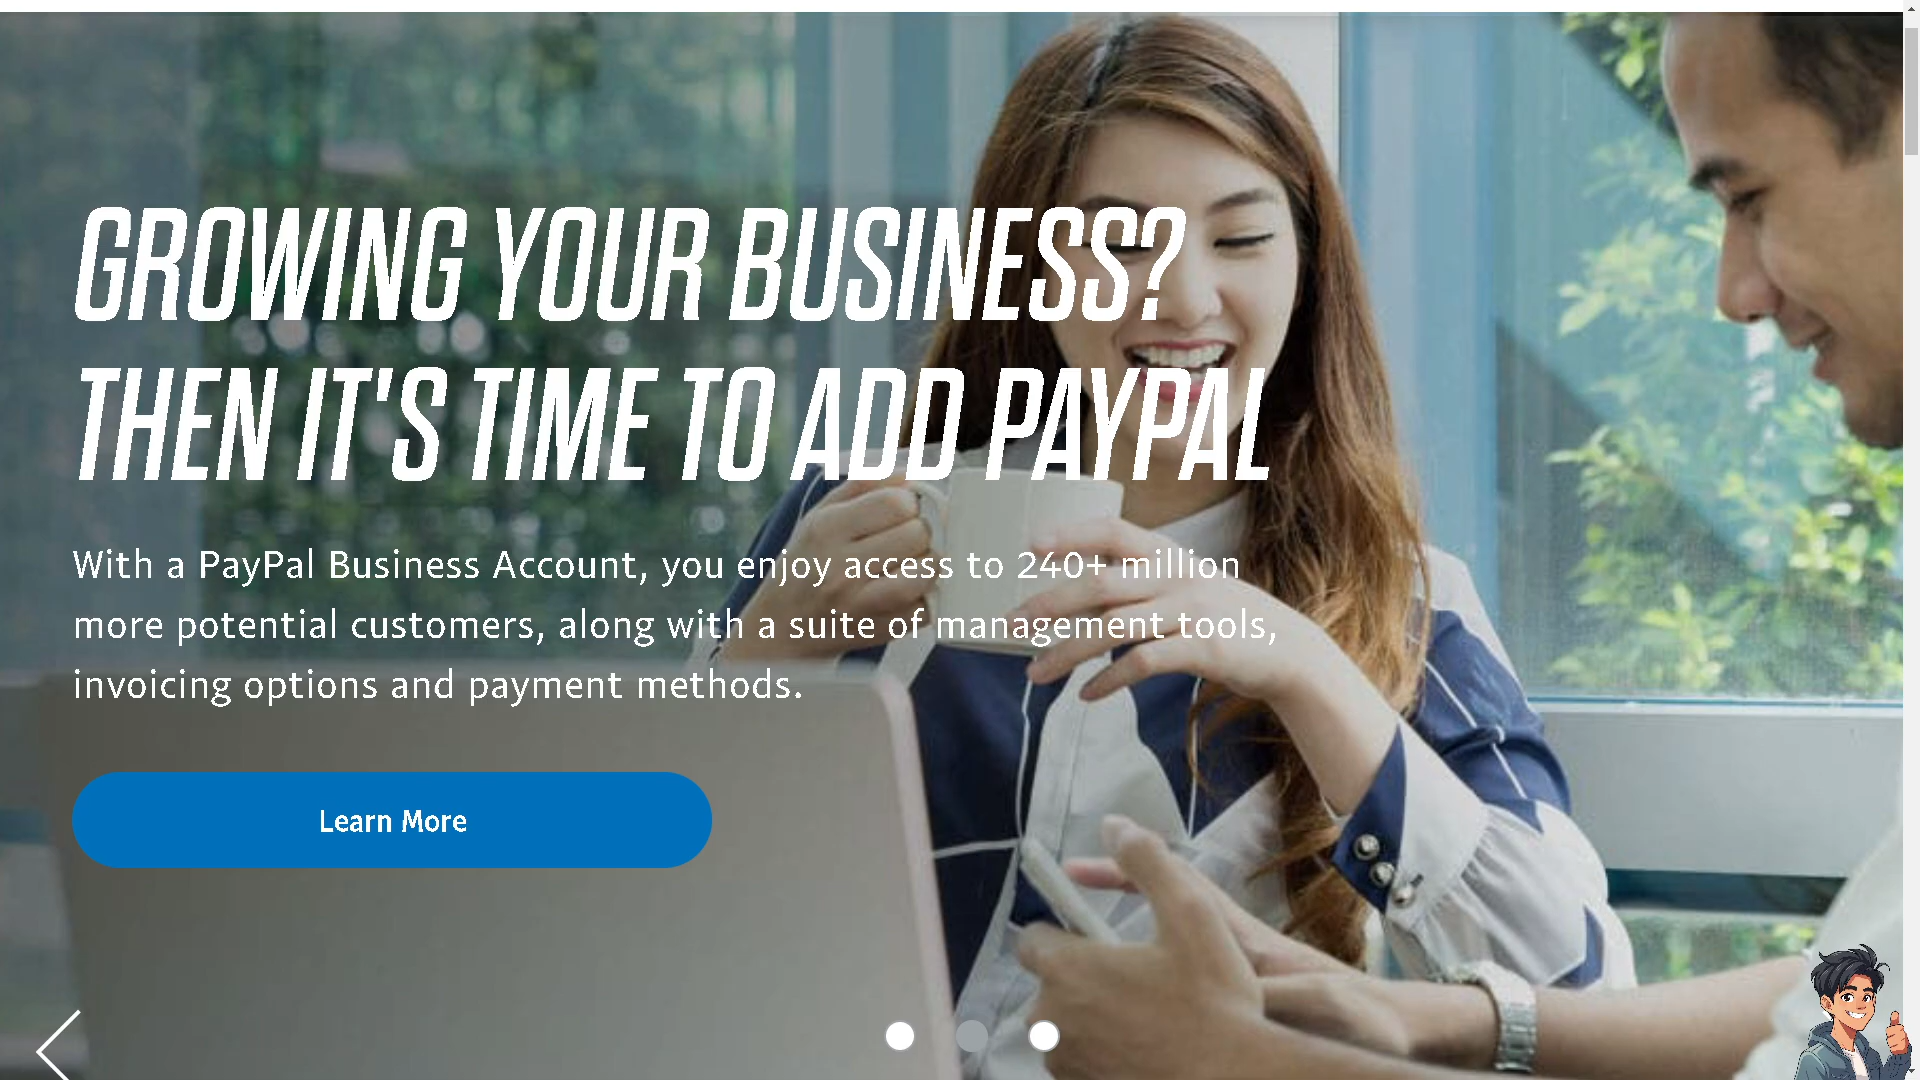 GROWING YOUR BUSINESS?
THEN IT'S TIME TO ADD PAYPAL
With a PayPal Business Account, you enjoy access to 240+ million
more potential customers, along with a suite of management tools,
invoicing options and payment methods.
Learn More